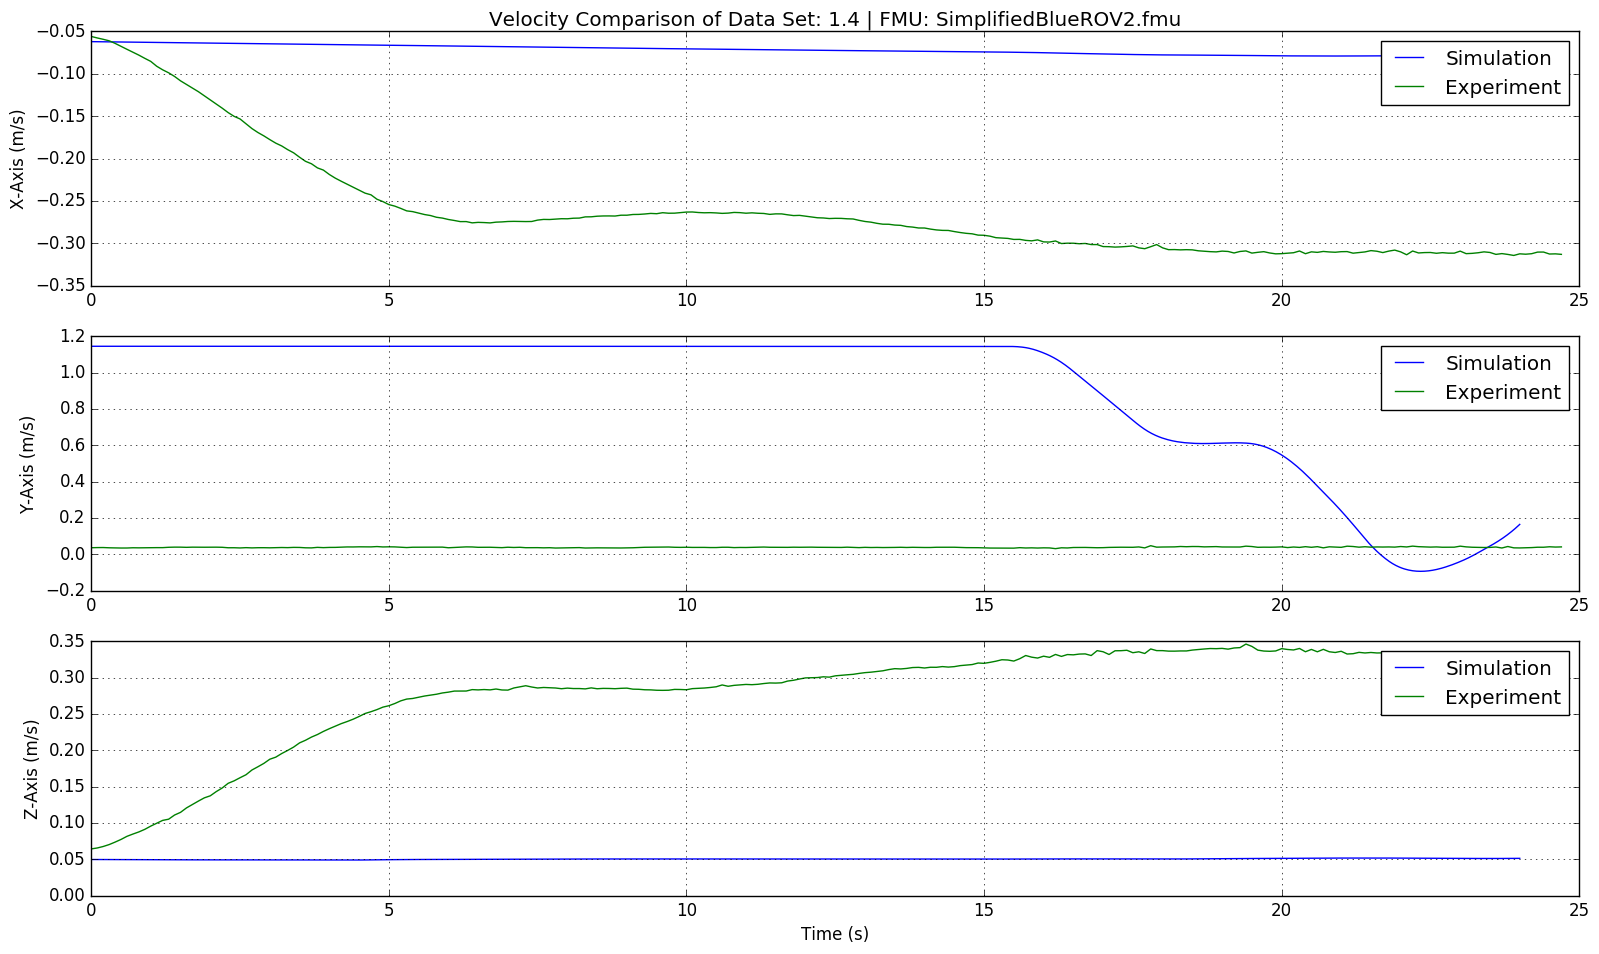 Velocity Comparison of Data Set: 1.4 | FMU: SimplifiedBlueROV2.fmu
−0.05
−0.10
−0.15
−0.20
−0.25
−0.30
−0.35
X-Axis (m/s)
Simulation
Experiment
0 5 10 15 20 25
1.2
1.0
0.8
0.6
0.4
0.2
0.0
−0.2
Y-Axis (m/s)
Simulation
Experiment
0 5 10 15 20 25
0.35
0.30
0.25
0.20
0.15
0.10
0.05
0.00
Z-Axis (m/s)
Simulation
Experiment
0 5 10 15 20 25
Time (s)